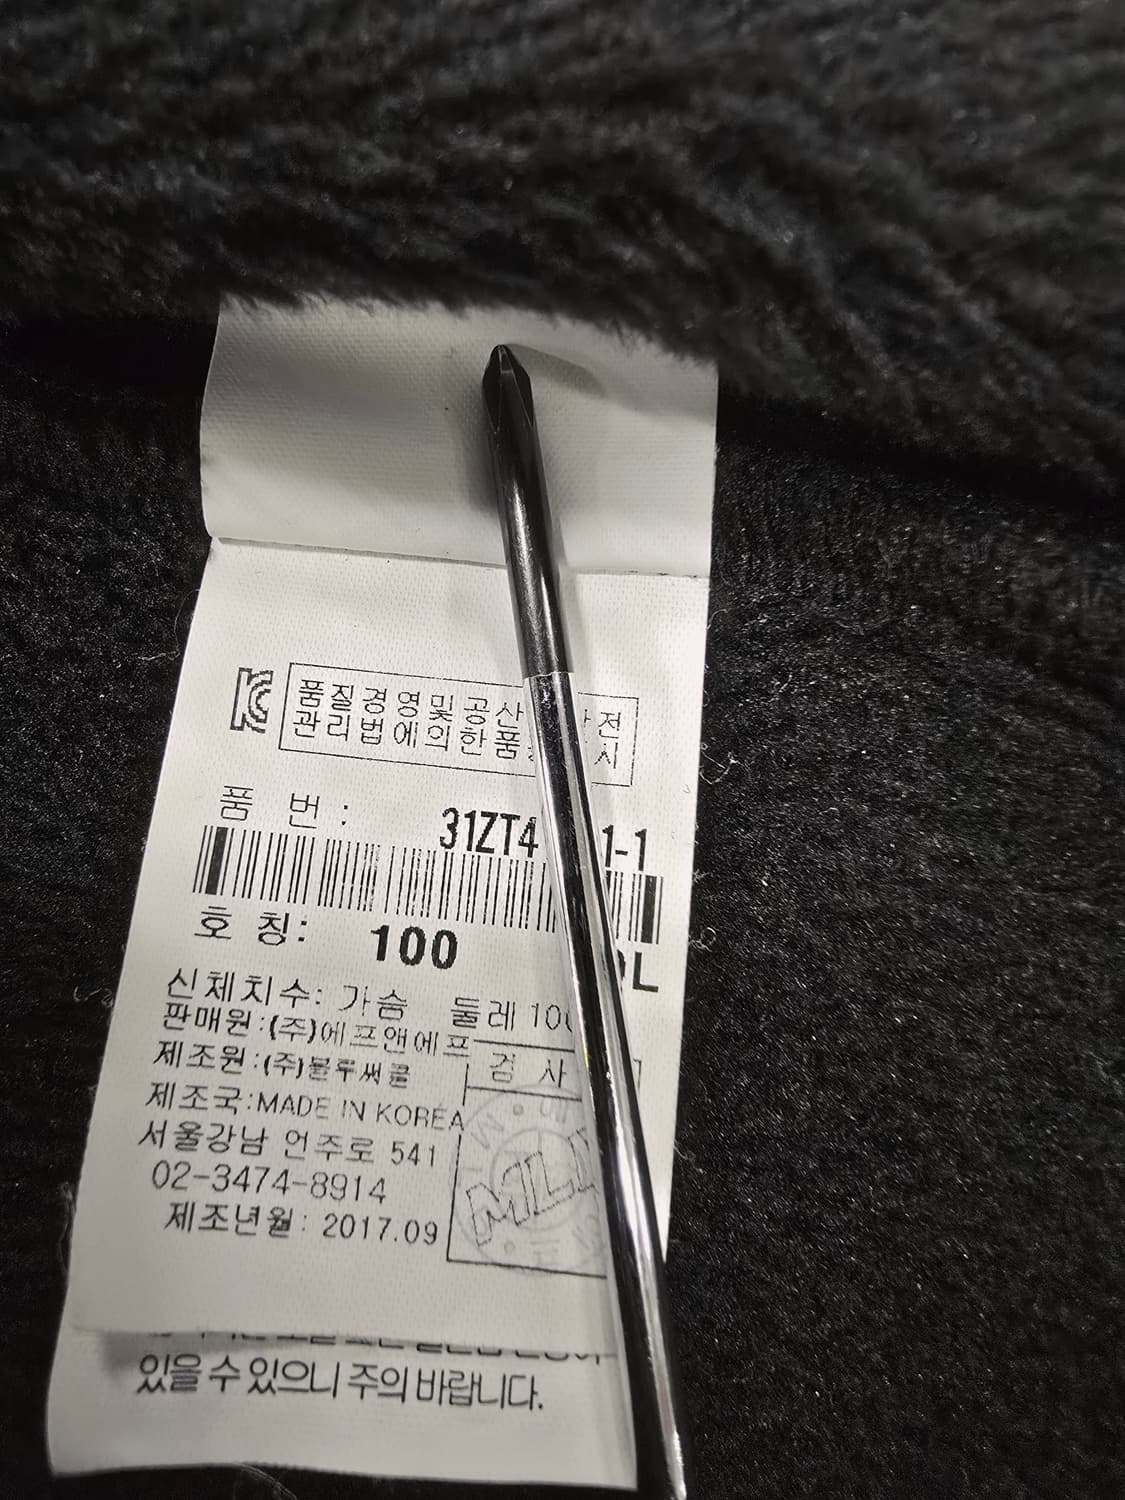 KC
품질경영및공산 전
관리법에의한품 시
품 번 : 31ZT4 1-1
호 칭: 100 L
신체치수: 가슴 둘레 100
판매원:(주)에프앤에프
제조원:(주)블루써클
검 사
제조국:MADE IN KOREA
서울강남 언주로 541
02-3474-8914
제조년월: 2017.09
있을 수 있으니 주의 바랍니다.